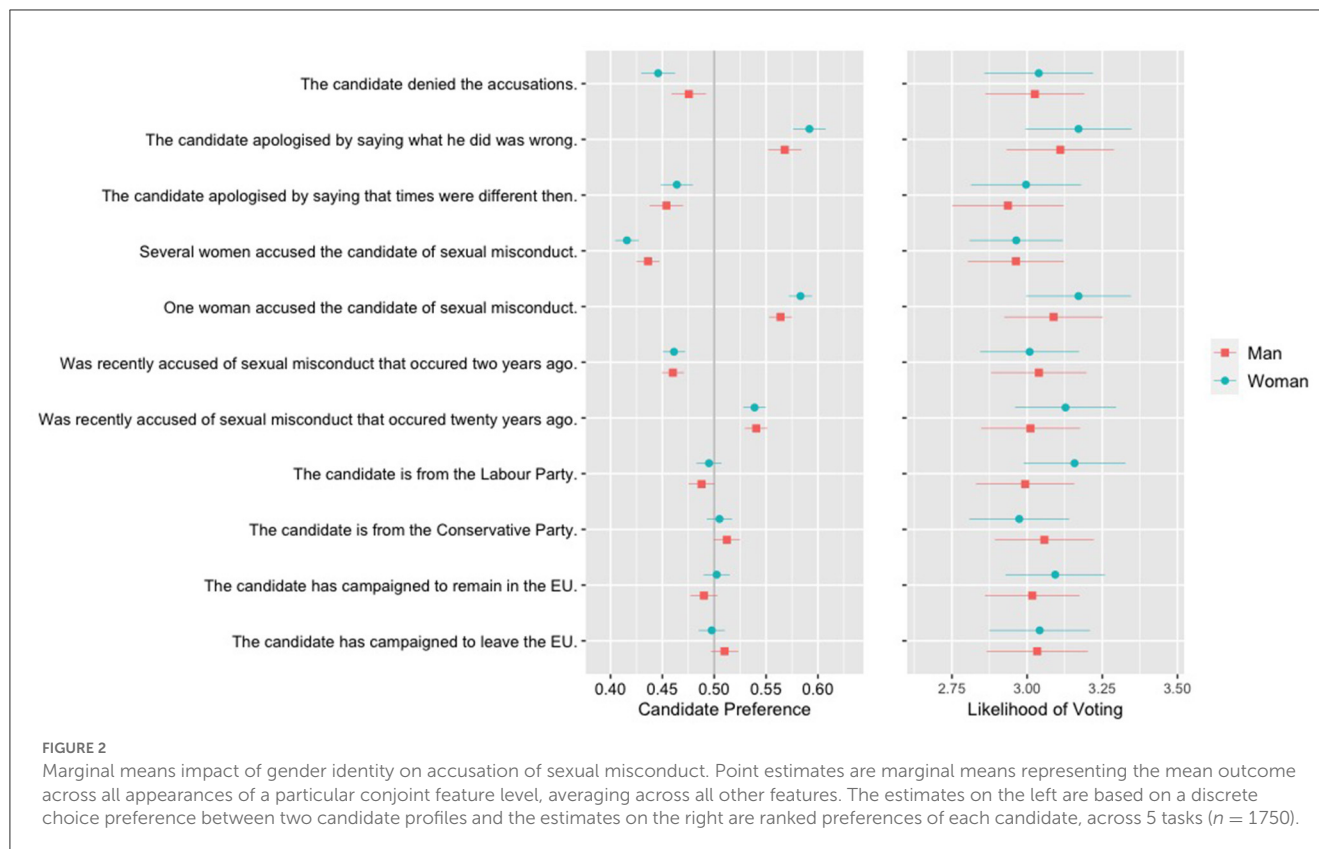 The candidate denied the accusations.
The candidate apologised by saying what he did was wrong.
The candidate apologised by saying that times were different then.
Several women accused the candidate of sexual misconduct.
One woman accused the candidate of sexual misconduct.
Was recently accused of sexual misconduct that occured two years ago.
Was recently accused of sexual misconduct that occured twenty years ago.
The candidate is from the Labour Party.
The candidate is from the Conservative Party.
The candidate has campaigned to remain in the EU.
The candidate has campaigned to leave the EU.
0.40 0.45 0.50 0.55 0.60
Candidate Preference
2.75 3.00 3.25 3.50
Likelihood of Voting
Man
Woman
FIGURE 2
Marginal means impact of gender identity on accusation of sexual misconduct. Point estimates are marginal means representing the mean outcome
across all appearances of a particular conjoint feature level, averaging across all other features. The estimates on the left are based on a discrete
choice preference between two candidate profiles and the estimates on the right are ranked preferences of each candidate, across 5 tasks (n = 1750).